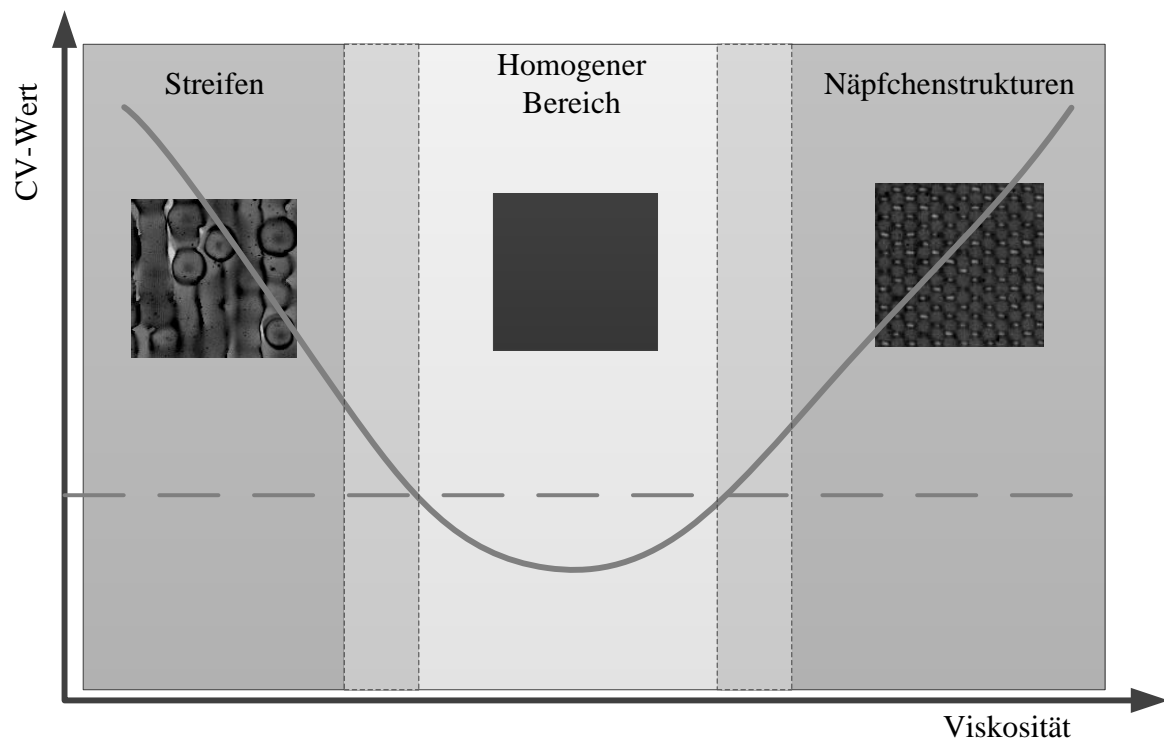 CV-Wert
Streifen
Homogener
Bereich
Näpfchenstrukturen
Viskosität